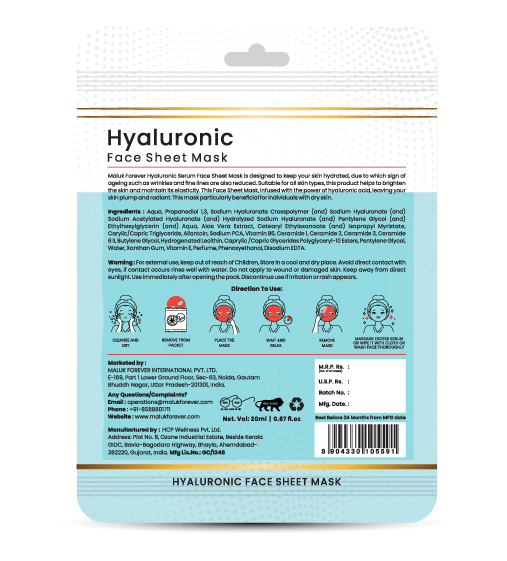 Hyaluronic
Face Sheet Mask
Maluk Forever Hyaluronic Serum Face Sheet Mask is designed to keep your skin hydrated, due to which sign of
ageing such as wrinkles and fine lines are also reduced. Suitable for all skin types, this product helps to brighten
the skin and maintain its elasticity. This Face Sheet Mask, infused with the power of hyaluronic acid, leaving your
skin plump and radiant. This mask particularly beneficial for individuals with dry skin.
Ingredients : Aqua, Propanediol 1,3, Sodium Hyaluronate Crosspolymer (and) Sodium Hyaluronate (and)
Sodium Acetylated Hyaluronate (and) Hydrolyzed Sodium Hyaluronate (and) Pentylene Glycol (and)
Ethylhexylglycerin (and) Aqua, Aloe Vera Extract, Cetearyl Ethylexanoate (and) Isopropyl Myristate,
Carylic/Capric Triglyceride, Allantoin, Sodium PCA, Vitamin B5, Ceramide 1, Ceramide 2, Ceramide 3, Ceramide
6 II, Butylene Glycol, Hydrogenated Lecithin, Caprylic/Capric Glycerides Polyglyceryl-10 Esters, Pentylene Glycol,
Water, Xanthan Gum, Vitamin E, Perfume, Phenoxyethanol, Disodium EDTA.
Warning : For external use, keep out of reach of Children, Store in a cool and dry place. Avoid direct contact with
eyes, if contact occurs rinse well with water. Do not apply to wound or damaged skin. Keep away from direct
sunlight. Use immediately after opening the pack. Discontinue use if irritation or rash appears.
Direction To Use:
CLEANSE AND
DRY
REMOVE FROM
PACKET
PLACE THE
MASK
WAIT AND
RELAX
REMOVE
MASK
MASSAGE EXCESS SERUM
OR WIPE IT WITH CLOTH OR
WASH FACE THOROUGHLY
Marketed by :
MALUK FOREVER INTERNATIONAL PVT. LTD.
E-169, Part 1 Lower Ground Floor, Sec-63, Noida, Gautam
Bhuddh Nagar, Uttar Pradesh-201301, India.
Any Questions/Complaints?
Email : operations@malukforever.com
Phone : +91-8588801171
Website : www.malukforever.com
Net. Vol: 20ml | 0.67 fl.oz
Manufactured by : HCP Wellness Pvt. Ltd.
Address: Plot No. 8, Ozone Industrial Estate, Beside Kerala
GIDC, Bavla-Bagodara Highway, Bhayla, Ahemdabad-
382220, Gujarat, India. Mfg Lic.No.: GC/1348
M.R.P. Rs. :
U.S.P. Rs. :
Batch No. :
Mfg. Date. :
Best Before 24 Months from MFG date
8 904330 105591
HYALURONIC FACE SHEET MASK